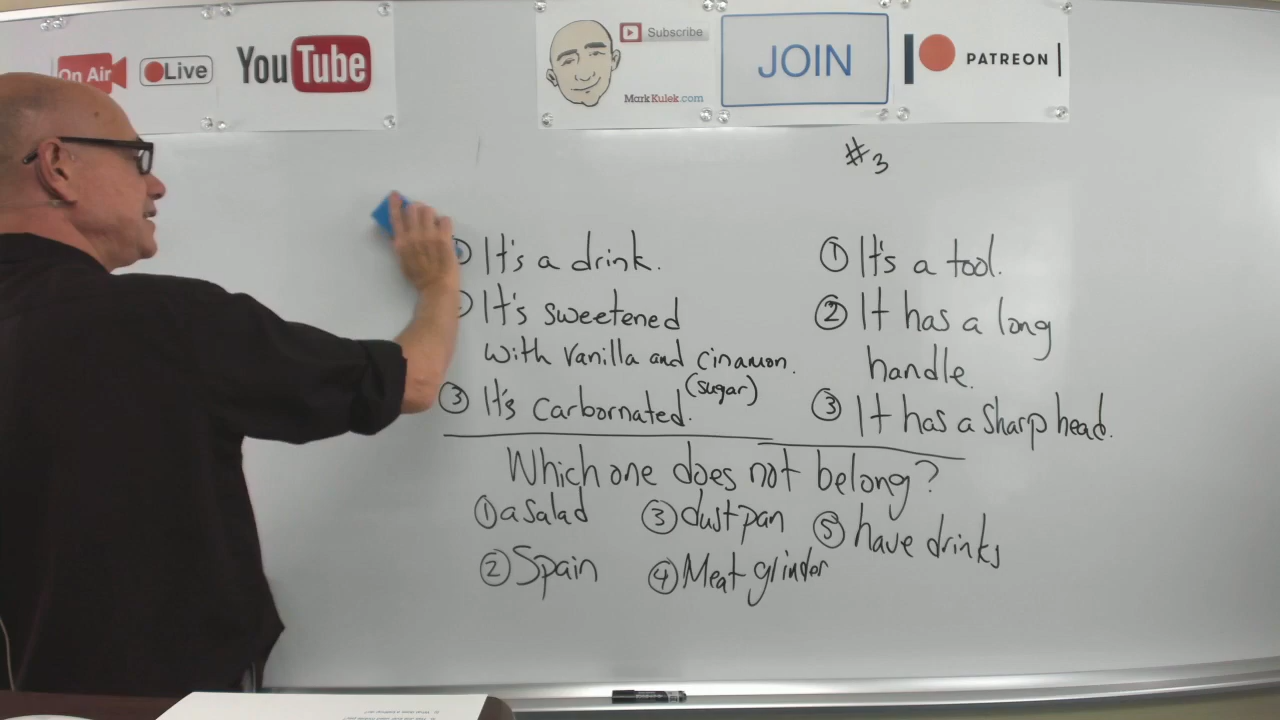 On Air
Live
YouTube
Subscribe
MarkKulek.com
JOIN
PATREON
#3
It's a drink.
It's sweetened
with vanilla and cinamon.
(sugar)
③ It's carbornated.
① It's a tool.
② It has a long
handle.
③ It has a sharp head.
Which one does not belong?
① a salad
② Spain
③ dustpan
④ Meat grinder
⑤ have drinks